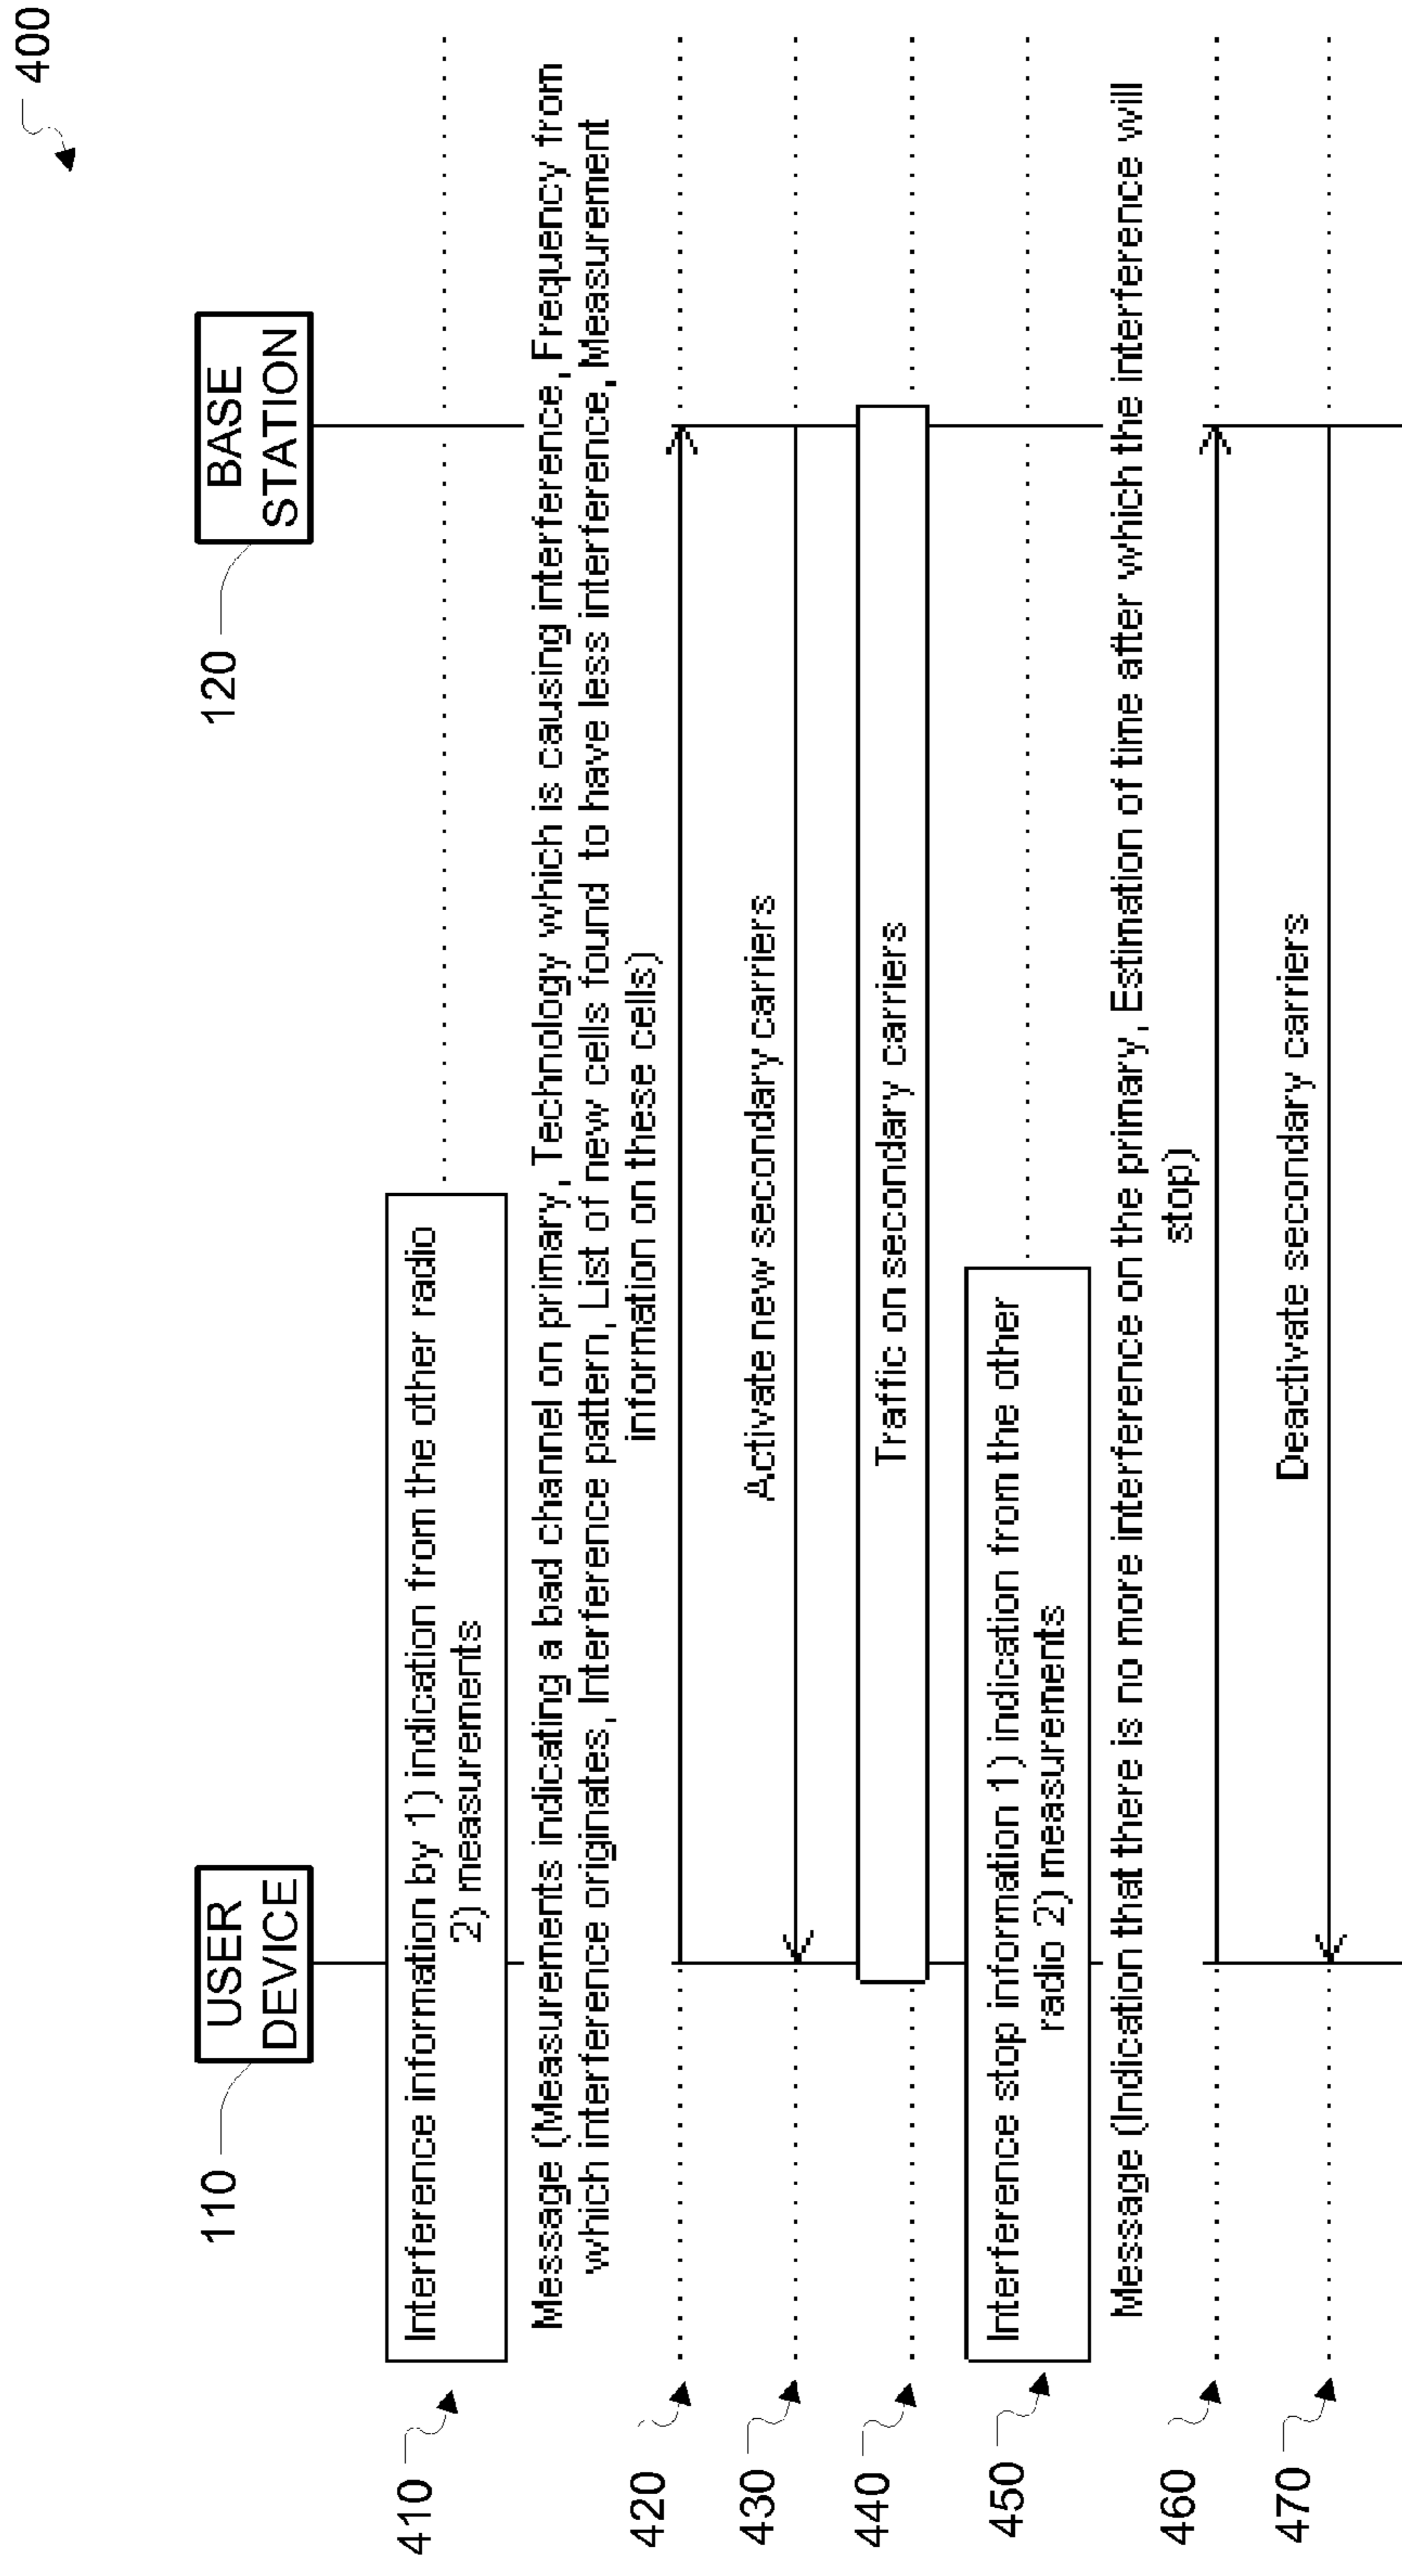 400
110
USER
DEVICE
120
BASE
STATION
410
Interference information by 1) indication from the other radio
2) measurements
Message (Measurements indicating a bad channel on primary, Technology which is causing interference, Frequency from
which interference originates, Interference pattern, List of new cells found to have less interference, Measurement
information on these cells)
420
Activate new secondary carriers
430
Traffic on secondary carriers
440
Interference stop information 1) indication from the other
radio 2) measurements
450
Message (Indication that there is no more interference on the primary, Estimation of time after which the interference will
stop)
460
Deactivate secondary carriers
470